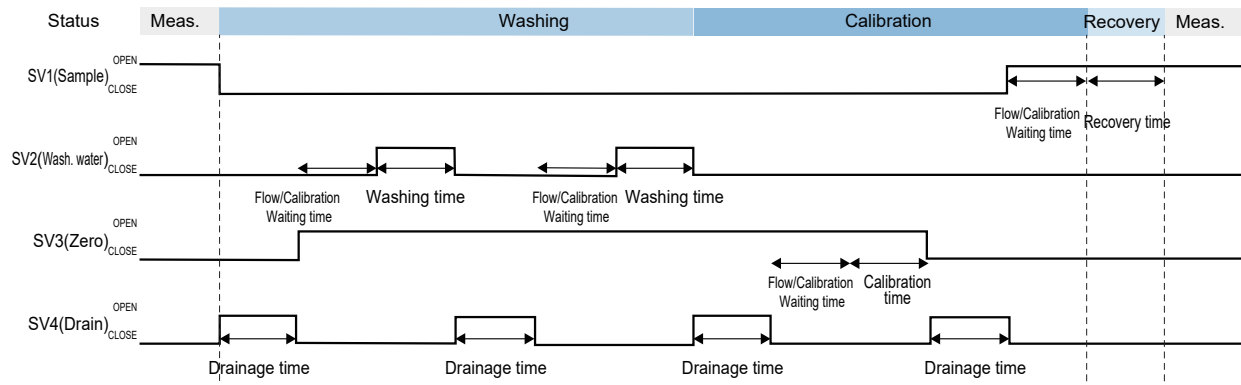 Status Meas. Washing Calibration Recovery Meas.
OPEN
SV1(Sample)
CLOSE
Flow/Calibration
Waiting time
Recovery time
OPEN
SV2(Wash. water)
CLOSE
Flow/Calibration
Waiting time
Washing time
Flow/Calibration
Waiting time
Washing time
OPEN
SV3(Zero)
CLOSE
Flow/Calibration
Waiting time
Calibration
time
OPEN
SV4(Drain)
CLOSE
Drainage time Drainage time Drainage time Drainage time